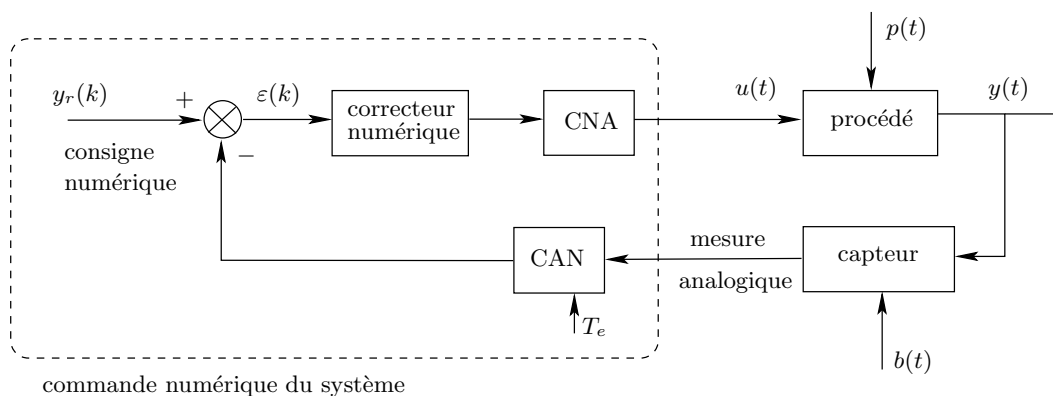 p(t)
y_r(k)
+
ε(k)
correcteur
numérique
CNA
u(t)
procédé
y(t)
−
consigne
numérique
CAN
mesure
analogique
capteur
T_e
b(t)
commande numérique du système